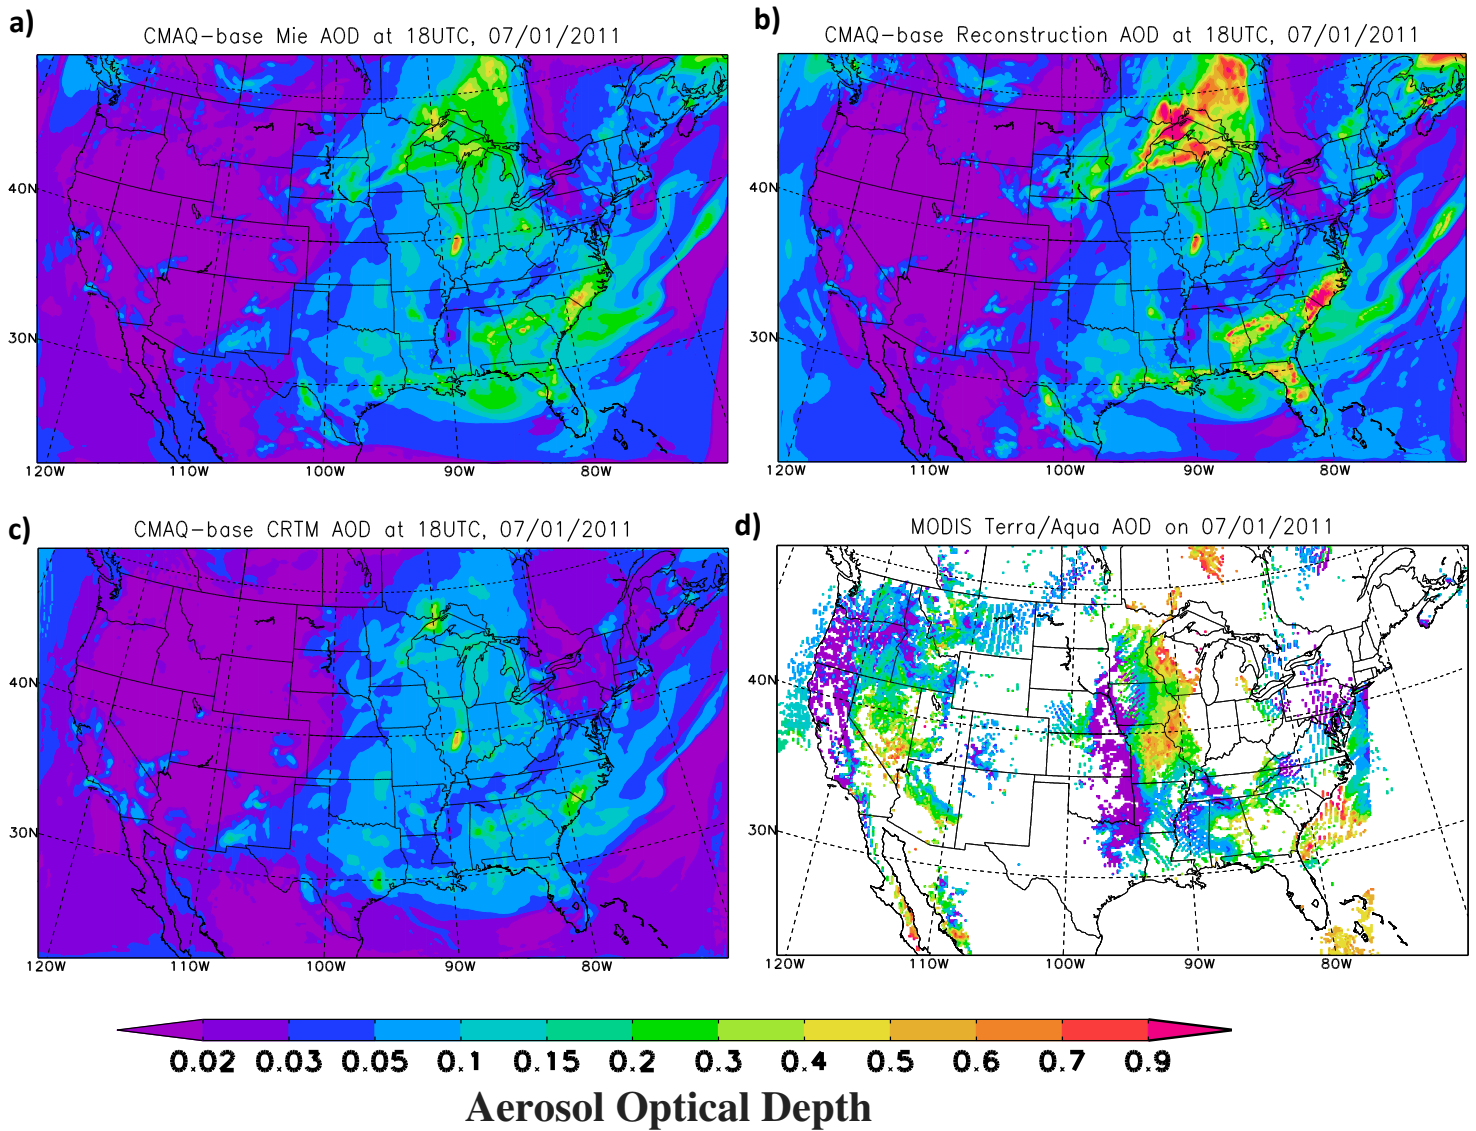 a)
CMAQ-base Mie AOD at 18UTC, 07/01/2011
40N
30N
120W 110W 100W 90W 80W
b)
CMAQ-base Reconstruction AOD at 18UTC, 07/01/2011
40N
30N
120W 110W 100W 90W 80W
c)
CMAQ-base CRTM AOD at 18UTC, 07/01/2011
40N
30N
120W 110W 100W 90W 80W
d)
MODIS Terra/Aqua AOD on 07/01/2011
40N
30N
120W 110W 100W 90W 80W
0.02 0.03 0.05 0.1 0.15 0.2 0.3 0.4 0.5 0.6 0.7 0.9
Aerosol Optical Depth